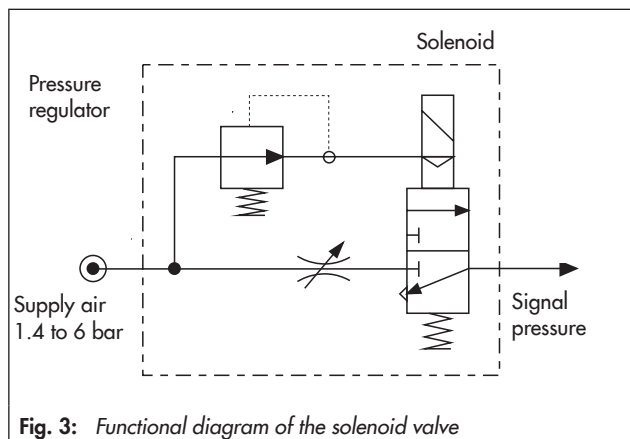 Solenoid
Pressure
regulator
Supply air
1.4 to 6 bar
Signal
pressure
Fig. 3: Functional diagram of the solenoid valve